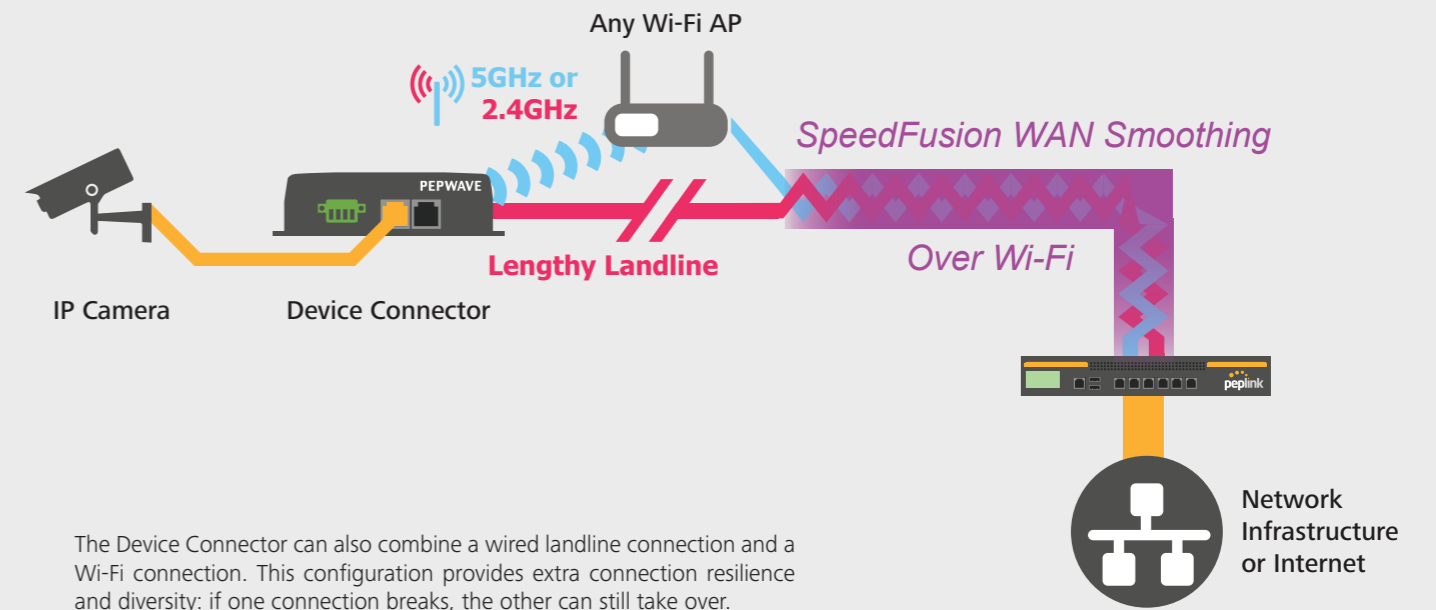 Any Wi-Fi AP
5GHz or
2.4GHz
SpeedFusion WAN Smoothing
PEPWAVE
Lengthy Landline
Over Wi-Fi
IP Camera
Device Connector
peplink
Network
Infrastructure
or Internet
The Device Connector can also combine a wired landline connection and a
Wi-Fi connection. This configuration provides extra connection resilience
and diversity: if one connection breaks, the other can still take over.